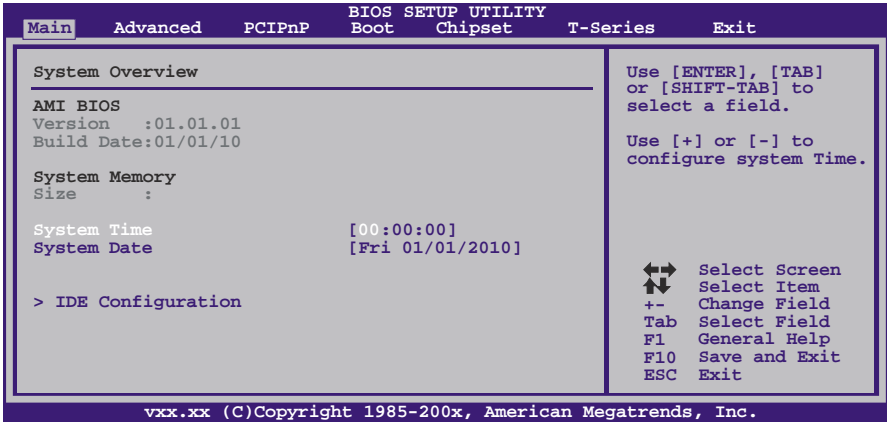 BIOS SETUP UTILITY
Main Advanced PCIPnP Boot Chipset T-Series Exit
System Overview
AMI BIOS
Version :01.01.01
Build Date:01/01/10
System Memory
Size :
System Time [00:00:00]
System Date [Fri 01/01/2010]
> IDE Configuration
Use [ENTER], [TAB]
or [SHIFT-TAB] to
select a field.
Use [+] or [-] to
configure system Time.
Select Screen
Select Item
+- Change Field
Tab Select Field
F1 General Help
F10 Save and Exit
ESC Exit
vxx.xx (C)Copyright 1985-200x, American Megatrends, Inc.